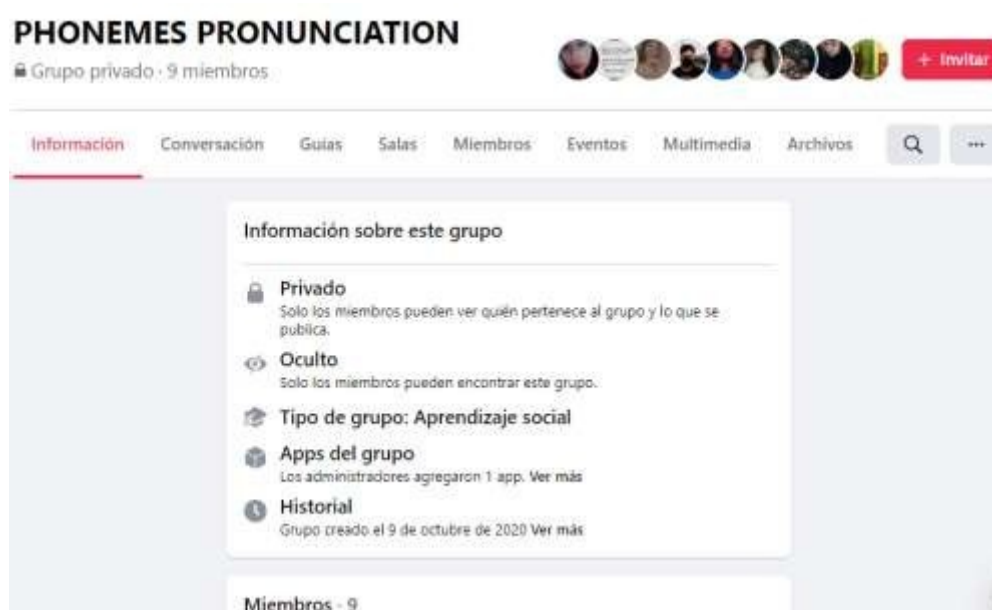 PHONEMES PRONUNCIATION
Grupo privado · 9 miembros
+ Invitar
Información Conversación Guías Salas Miembros Eventos Multimedia Archivos ...
Información sobre este grupo
Privado
Solo los miembros pueden ver quién pertenece al grupo y lo que se
publica.
Oculto
Solo los miembros pueden encontrar este grupo.
Tipo de grupo: Aprendizaje social
Apps del grupo
Los administradores agregaron 1 app. Ver más
Historial
Grupo creado el 9 de octubre de 2020 Ver más
Miembros · 9